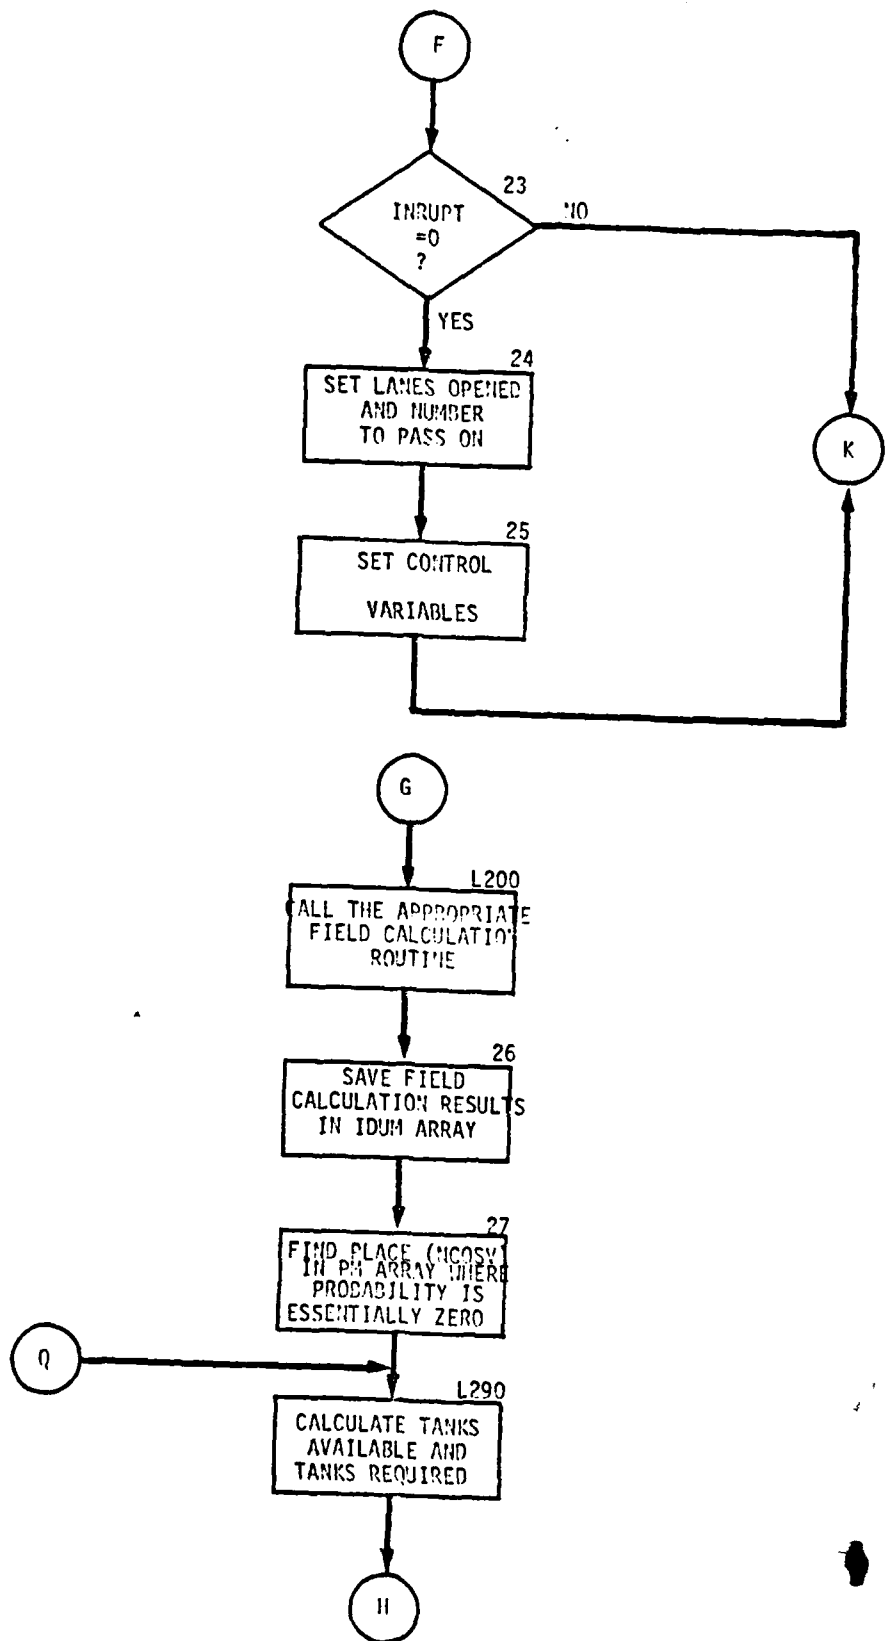 F
23
INRUPT
=0
?
NO
YES
24
SET LANES OPENED
AND NUMBER
TO PASS ON
K
25
SET CONTROL
VARIABLES
G
L200
CALL THE APPROPRIATE
FIELD CALCULATION
ROUTINE
26
SAVE FIELD
CALCULATION RESULTS
IN IDUM ARRAY
27
FIND PLACE (NCOSV)
IN PM ARRAY WHERE
PROBABILITY IS
ESSENTIALLY ZERO
Q
L290
CALCULATE TANKS
AVAILABLE AND
TANKS REQUIRED
H